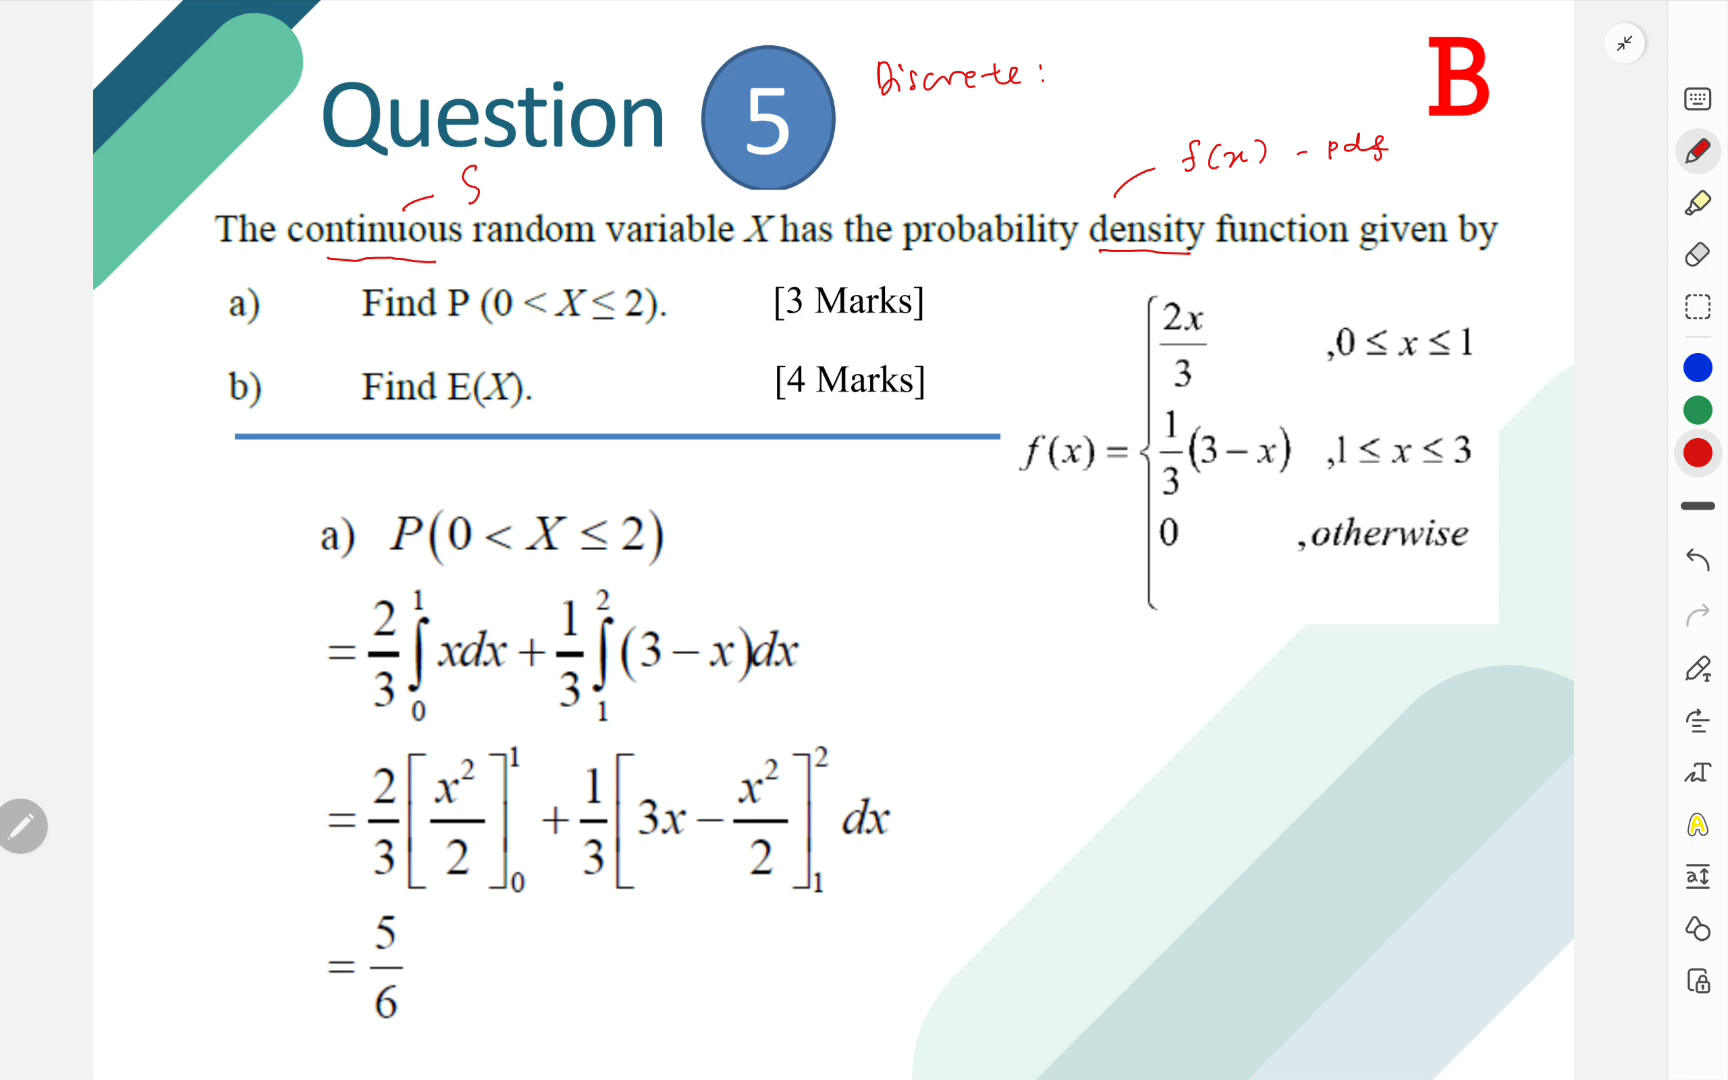 Question 5
Discrete :
B
f(x) - pdf
S
The continuous random variable X has the probability density function given by
a) Find P (0 < X ≤ 2). [3 Marks]
b) Find E(X). [4 Marks]
f(x) = { 2x/3 ,0 ≤ x ≤ 1
1/3 (3 − x) ,1 ≤ x ≤ 3
0 ,otherwise
a) P(0 < X ≤ 2)
= 2/3 ∫₀¹ xdx + 1/3 ∫₁² (3 − x)dx
= 2/3 [x²/2]₀¹ + 1/3 [3x − x²/2]₁² dx
= 5/6